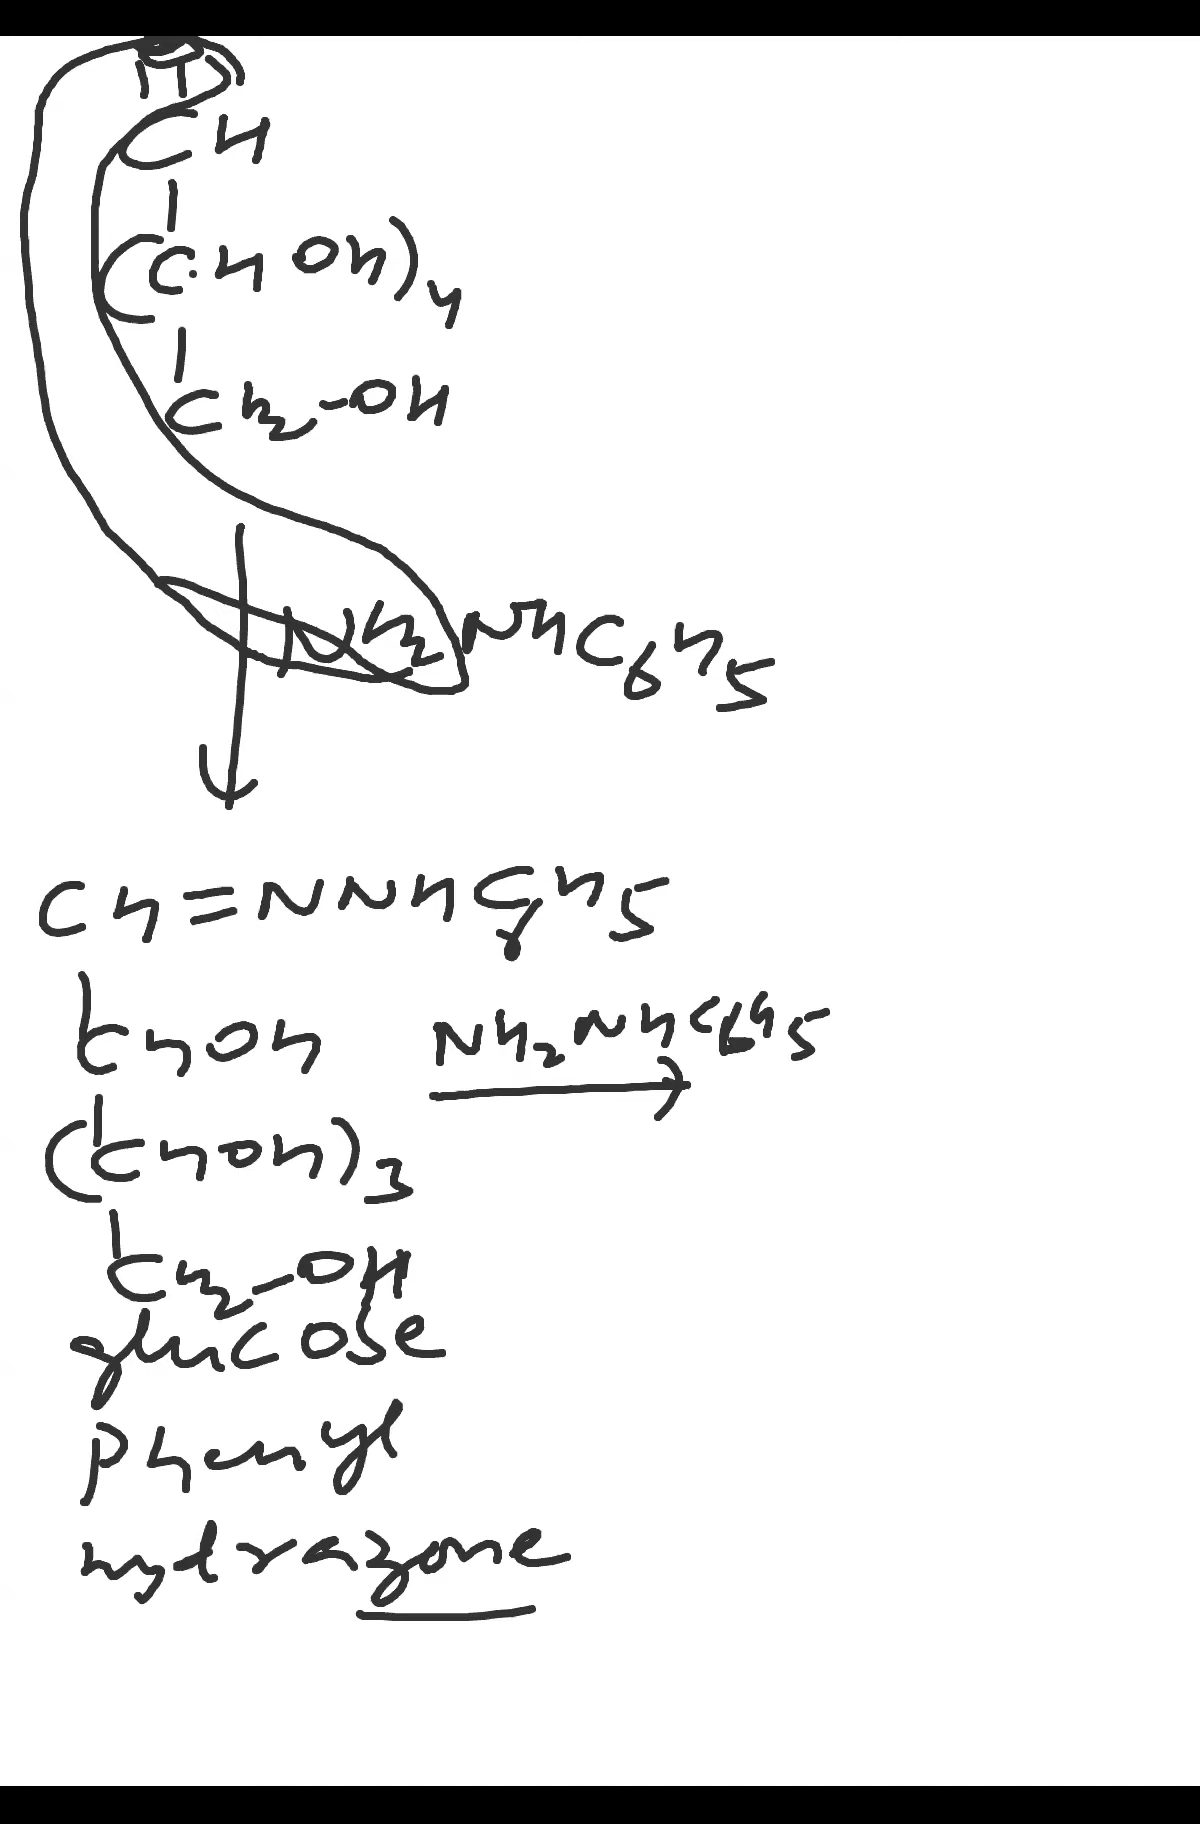 O
||
CH
|
(CHOH)4
|
CH2-OH
NH2NHC6H5
CH=NNHC6H5
|
CHOH NH2NHC6H5
|
(CHOH)3
|
CH2-OH
glucose
phenyl
hydrazone